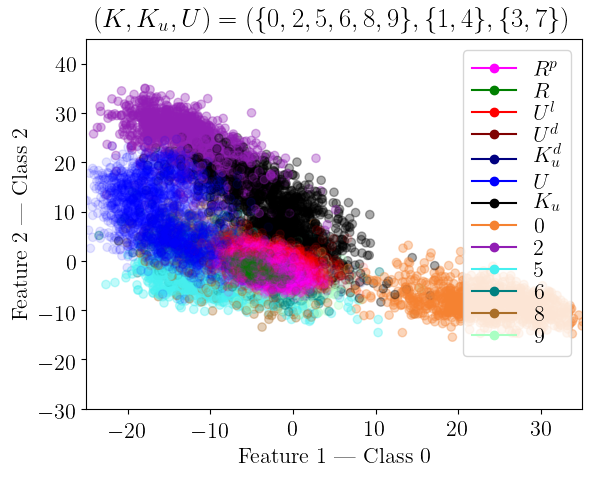 (K, K_u, U) = ({0, 2, 5, 6, 8, 9}, {1, 4}, {3, 7})
40
30
20
10
0
−10
−20
−30
Feature 2 — Class 2
−20
−10
0
10
20
30
Feature 1 — Class 0
R^p
R
U^l
U^d
K_u^d
U
K_u
0
2
5
6
8
9